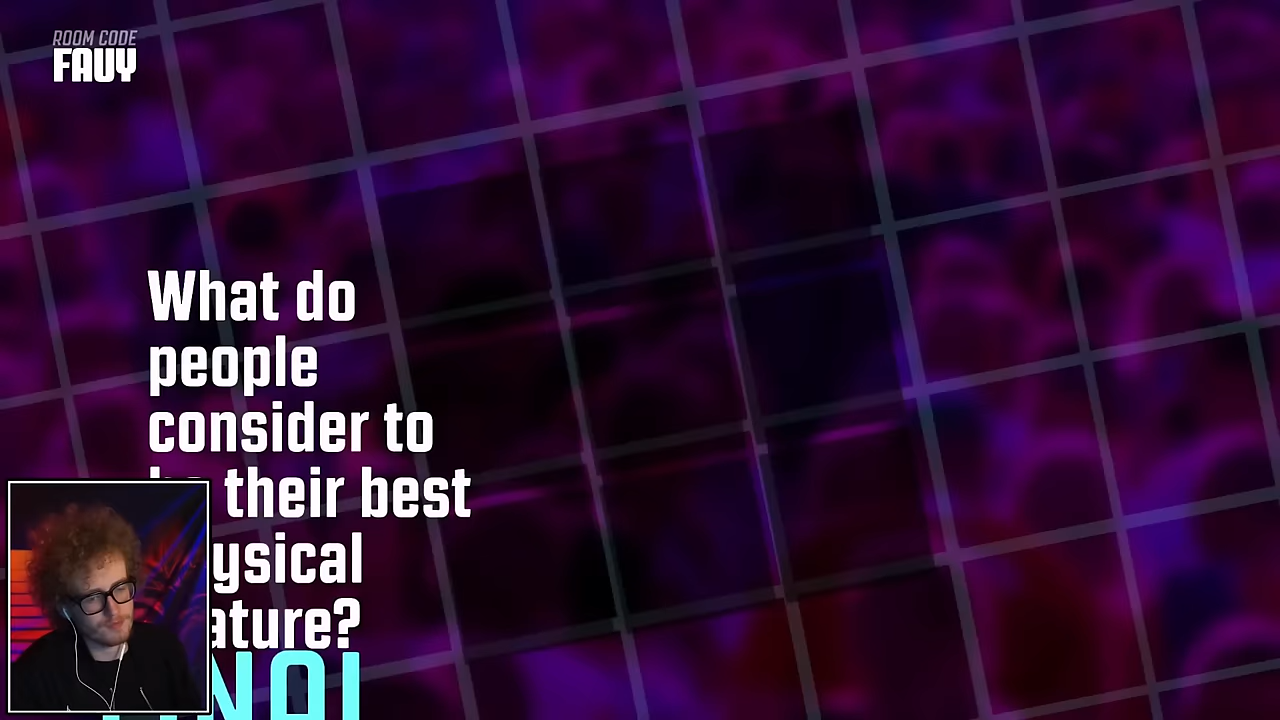 ROOM CODE
FAUY
What do
people
consider to
their best
ysical
ature?